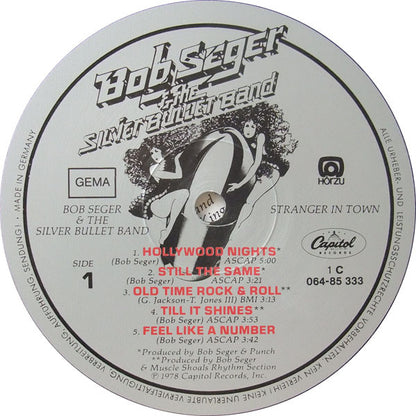 Bob Seger
& the
Silver Bullet Band
GEMA
HÖRZU
BOB SEGER
& THE
SILVER BULLET BAND
STRANGER IN TOWN
SIDE
1
Capitol
RECORDS
1 C
064-85 333
1. HOLLYWOOD NIGHTS*
(Bob Seger) ASCAP 5:00
2. STILL THE SAME*
(Bob Seger) ASCAP 3:21
3. OLD TIME ROCK & ROLL**
(G. Jackson-T. Jones III) BMI 3:13
4. TILL IT SHINES**
(Bob Seger) ASCAP 3:53
5. FEEL LIKE A NUMBER
(Bob Seger) ASCAP 3:42
*Produced by Bob Seger & Punch
**Produced by Bob Seger
& Muscle Shoals Rhythm Section
℗ 1978 Capitol Records, Inc.
MADE IN GERMANY
ALLE URHEBER- UND LEISTUNGSSCHUTZRECHTE VORBEHALTEN. KEIN VERLEIH! KEINE UNERLAUBTE VERVIELFÄLTIGUNG, VERBREITUNG, AUFFÜHRUNG, SENDUNG!